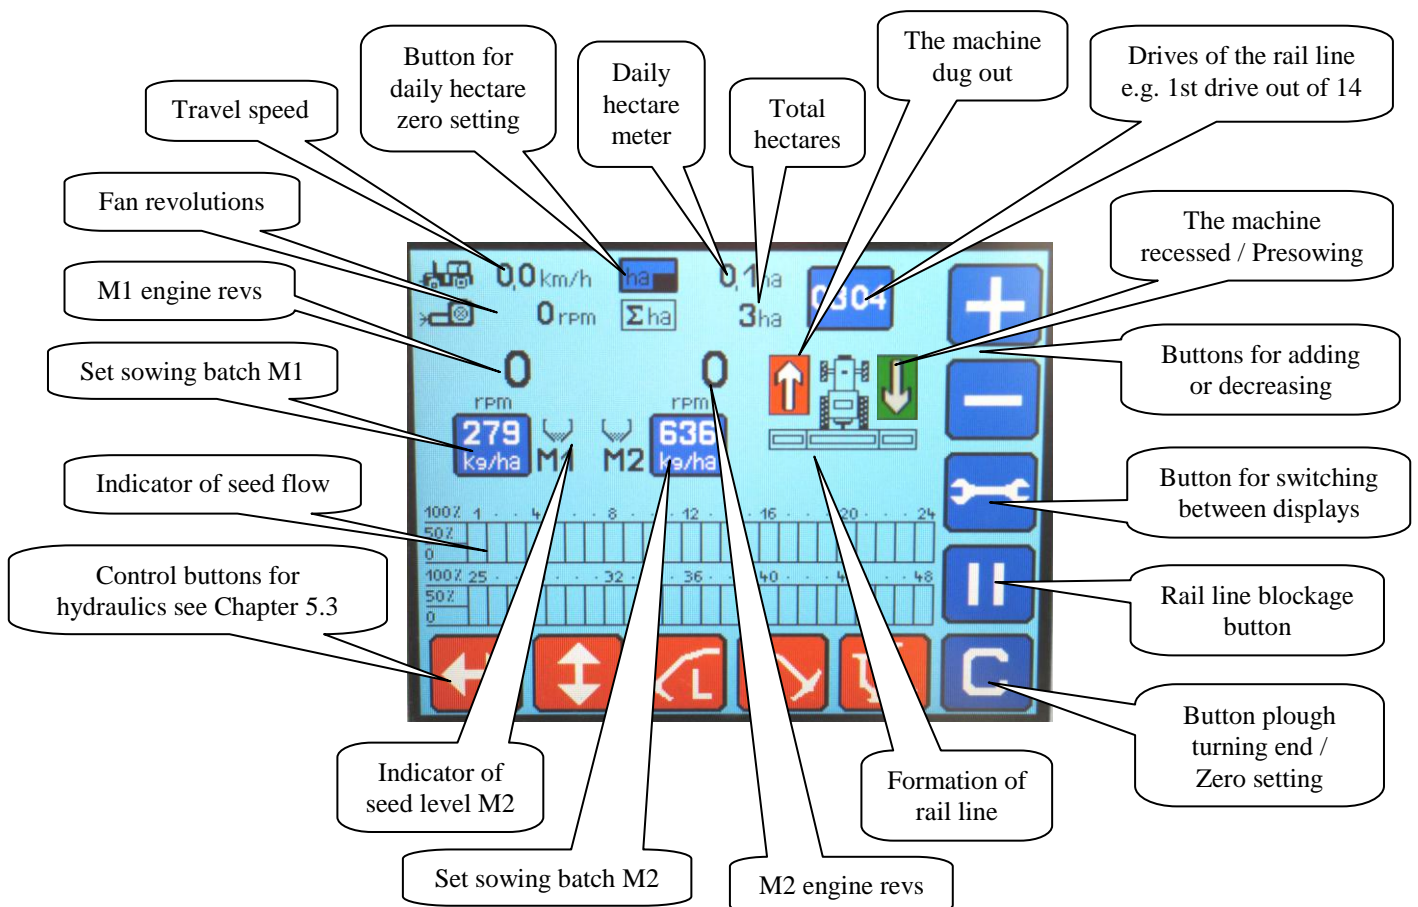 Button for
daily hectare
zero setting
Daily
hectare
meter
Total
hectares
The machine
dug out
Drives of the rail line
e.g. 1st drive out of 14
Travel speed
Fan revolutions
M1 engine revs
Set sowing batch M1
Indicator of seed flow
Control buttons for
hydraulics see Chapter 5.3
The machine
recessed / Presowing
Buttons for adding
or decreasing
Button for switching
between displays
Rail line blockage
button
Button plough
turning end /
Zero setting
0,0 km/h
ha
0,1 ha
0304
0 rpm
Σ ha
3 ha
0
0
rpm
rpm
279
kg/ha
M1
M2
636
kg/ha
100% 1 · 4 · · · 8 · · · 12 · · · 16 · · · 20 · · · 24
50%
0
100% 25 · · · 32 · · · 36 · · · 40 · · · 48
50%
0
L
C
Indicator of
seed level M2
Formation of
rail line
Set sowing batch M2
M2 engine revs